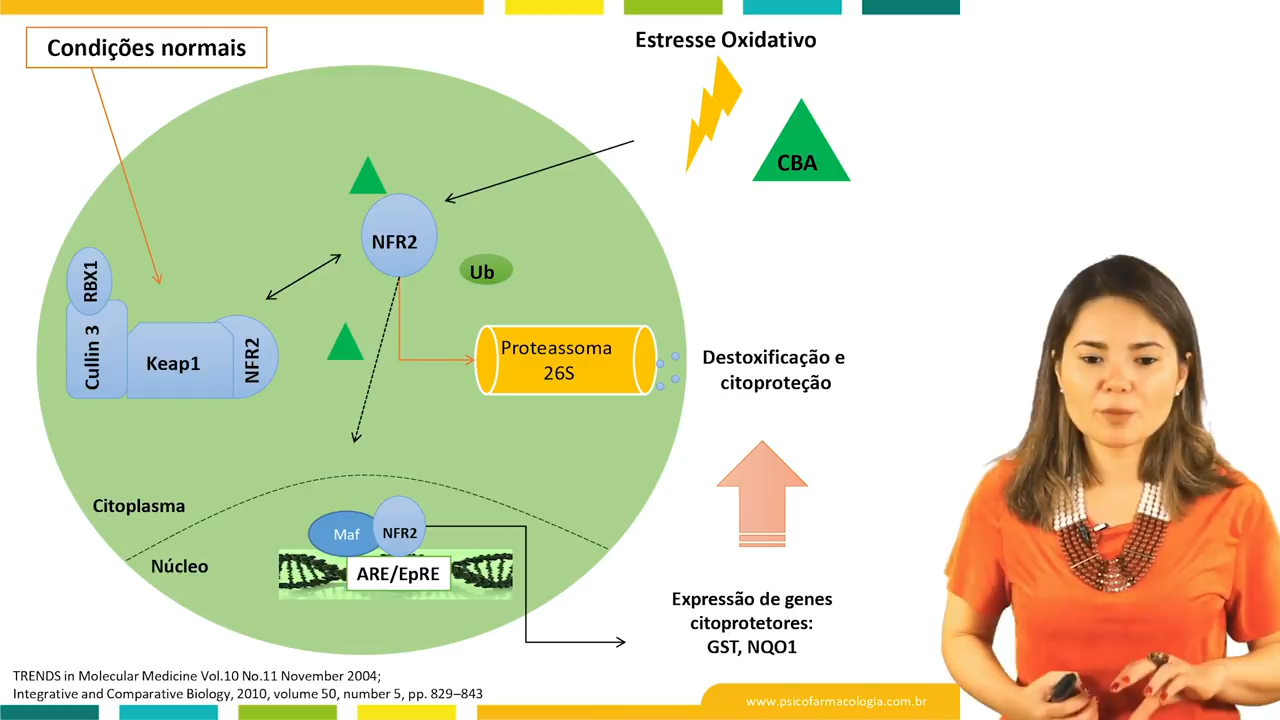 Condições normais
Estresse Oxidativo
CBA
NFR2
Ub
RBX1
Cullin 3
Keap1
NFR2
Proteassoma
26S
Destoxificação e
citoproteção
Citoplasma
Núcleo
Maf
NFR2
ARE/EpRE
Expressão de genes
citoprotetores:
GST, NQO1
TRENDS in Molecular Medicine Vol.10 No.11 November 2004;
Integrative and Comparative Biology, 2010, volume 50, number 5, pp. 829–843
www.psicofarmacologia.com.br